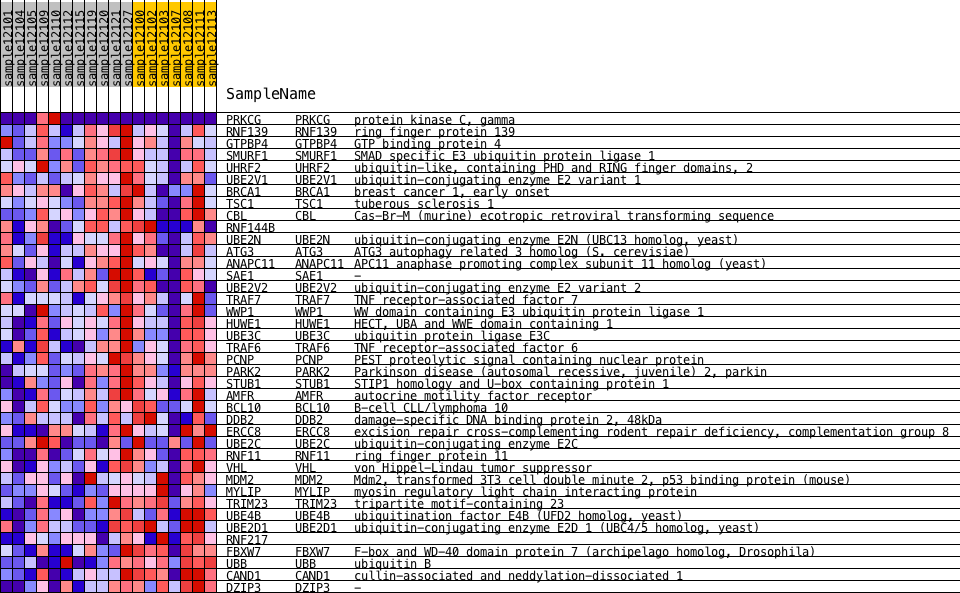 sample12101 sample12104 sample12105 sample12109 sample12110 sample12112 sample12115 sample12119 sample12120 sample12121 sample12127 sample12100 sample12102 sample12103 sample12107 sample12108 sample12111 sample12113
SampleName
PRKCG PRKCG protein kinase C, gamma
RNF139 RNF139 ring finger protein 139
GTPBP4 GTPBP4 GTP binding protein 4
SMURF1 SMURF1 SMAD specific E3 ubiquitin protein ligase 1
UHRF2 UHRF2 ubiquitin-like, containing PHD and RING finger domains, 2
UBE2V1 UBE2V1 ubiquitin-conjugating enzyme E2 variant 1
BRCA1 BRCA1 breast cancer 1, early onset
TSC1 TSC1 tuberous sclerosis 1
CBL CBL Cas-Br-M (murine) ecotropic retroviral transforming sequence
RNF144B
UBE2N UBE2N ubiquitin-conjugating enzyme E2N (UBC13 homolog, yeast)
ATG3 ATG3 ATG3 autophagy related 3 homolog (S. cerevisiae)
ANAPC11 ANAPC11 APC11 anaphase promoting complex subunit 11 homolog (yeast)
SAE1 SAE1 -
UBE2V2 UBE2V2 ubiquitin-conjugating enzyme E2 variant 2
TRAF7 TRAF7 TNF receptor-associated factor 7
WWP1 WWP1 WW domain containing E3 ubiquitin protein ligase 1
HUWE1 HUWE1 HECT, UBA and WWE domain containing 1
UBE3C UBE3C ubiquitin protein ligase E3C
TRAF6 TRAF6 TNF receptor-associated factor 6
PCNP PCNP PEST proteolytic signal containing nuclear protein
PARK2 PARK2 Parkinson disease (autosomal recessive, juvenile) 2, parkin
STUB1 STUB1 STIP1 homology and U-box containing protein 1
AMFR AMFR autocrine motility factor receptor
BCL10 BCL10 B-cell CLL/lymphoma 10
DDB2 DDB2 damage-specific DNA binding protein 2, 48kDa
ERCC8 ERCC8 excision repair cross-complementing rodent repair deficiency, complementation group 8
UBE2C UBE2C ubiquitin-conjugating enzyme E2C
RNF11 RNF11 ring finger protein 11
VHL VHL von Hippel-Lindau tumor suppressor
MDM2 MDM2 Mdm2, transformed 3T3 cell double minute 2, p53 binding protein (mouse)
MYLIP MYLIP myosin regulatory light chain interacting protein
TRIM23 TRIM23 tripartite motif-containing 23
UBE4B UBE4B ubiquitination factor E4B (UFD2 homolog, yeast)
UBE2D1 UBE2D1 ubiquitin-conjugating enzyme E2D 1 (UBC4/5 homolog, yeast)
RNF217
FBXW7 FBXW7 F-box and WD-40 domain protein 7 (archipelago homolog, Drosophila)
UBB UBB ubiquitin B
CAND1 CAND1 cullin-associated and neddylation-dissociated 1
DZIP3 DZIP3 -